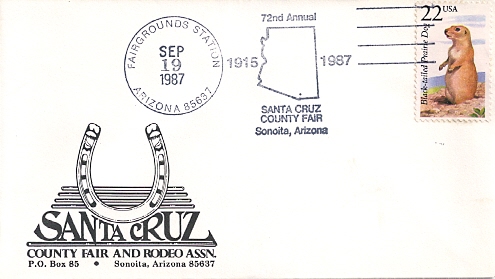 FAIRGROUNDS STATION
SEP
19
1987
ARIZONA 85637
72nd Annual
1915 1987
SANTA CRUZ
COUNTY FAIR
Sonoita, Arizona
22 USA
Black-tailed Prairie Dog
SANTA CRUZ
COUNTY FAIR AND RODEO ASSN.
P.O. Box 85 • Sonoita, Arizona 85637